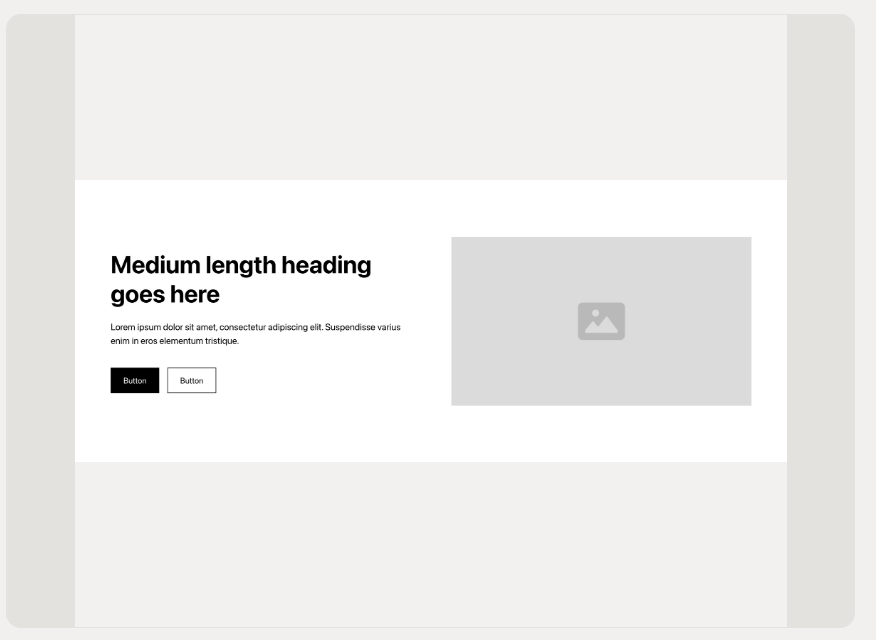 Medium length heading
goes here
Lorem ipsum dolor sit amet, consectetur adipiscing elit. Suspendisse varius
enim in eros elementum tristique.
Button
Button